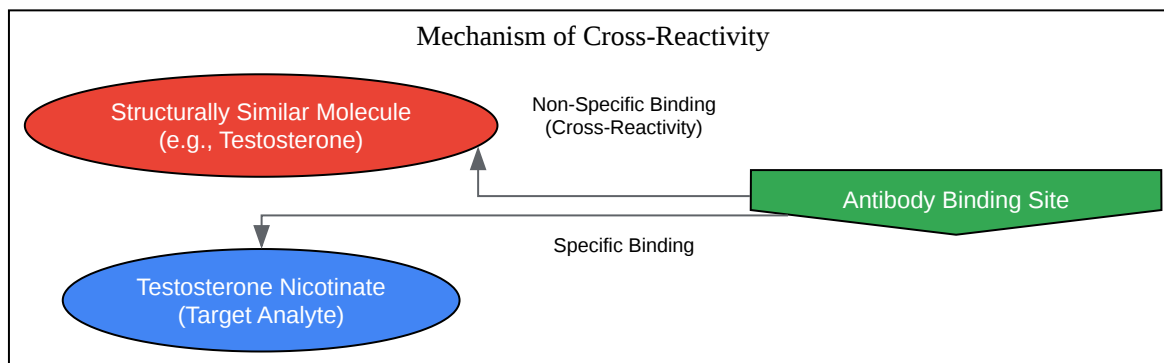 Mechanism of Cross-Reactivity
Structurally Similar Molecule
(e.g., Testosterone)
Non-Specific Binding
(Cross-Reactivity)
Antibody Binding Site
Specific Binding
Testosterone Nicotinate
(Target Analyte)